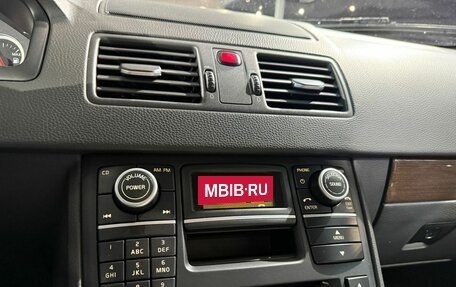 CD
AM FM
VOLUME
POWER
MBIB·RU
PHONE
SOUND
ENTER
EXIT
MENU
1
2 ABC
3 DEF
4 GHI
5 JKL
6 MNO